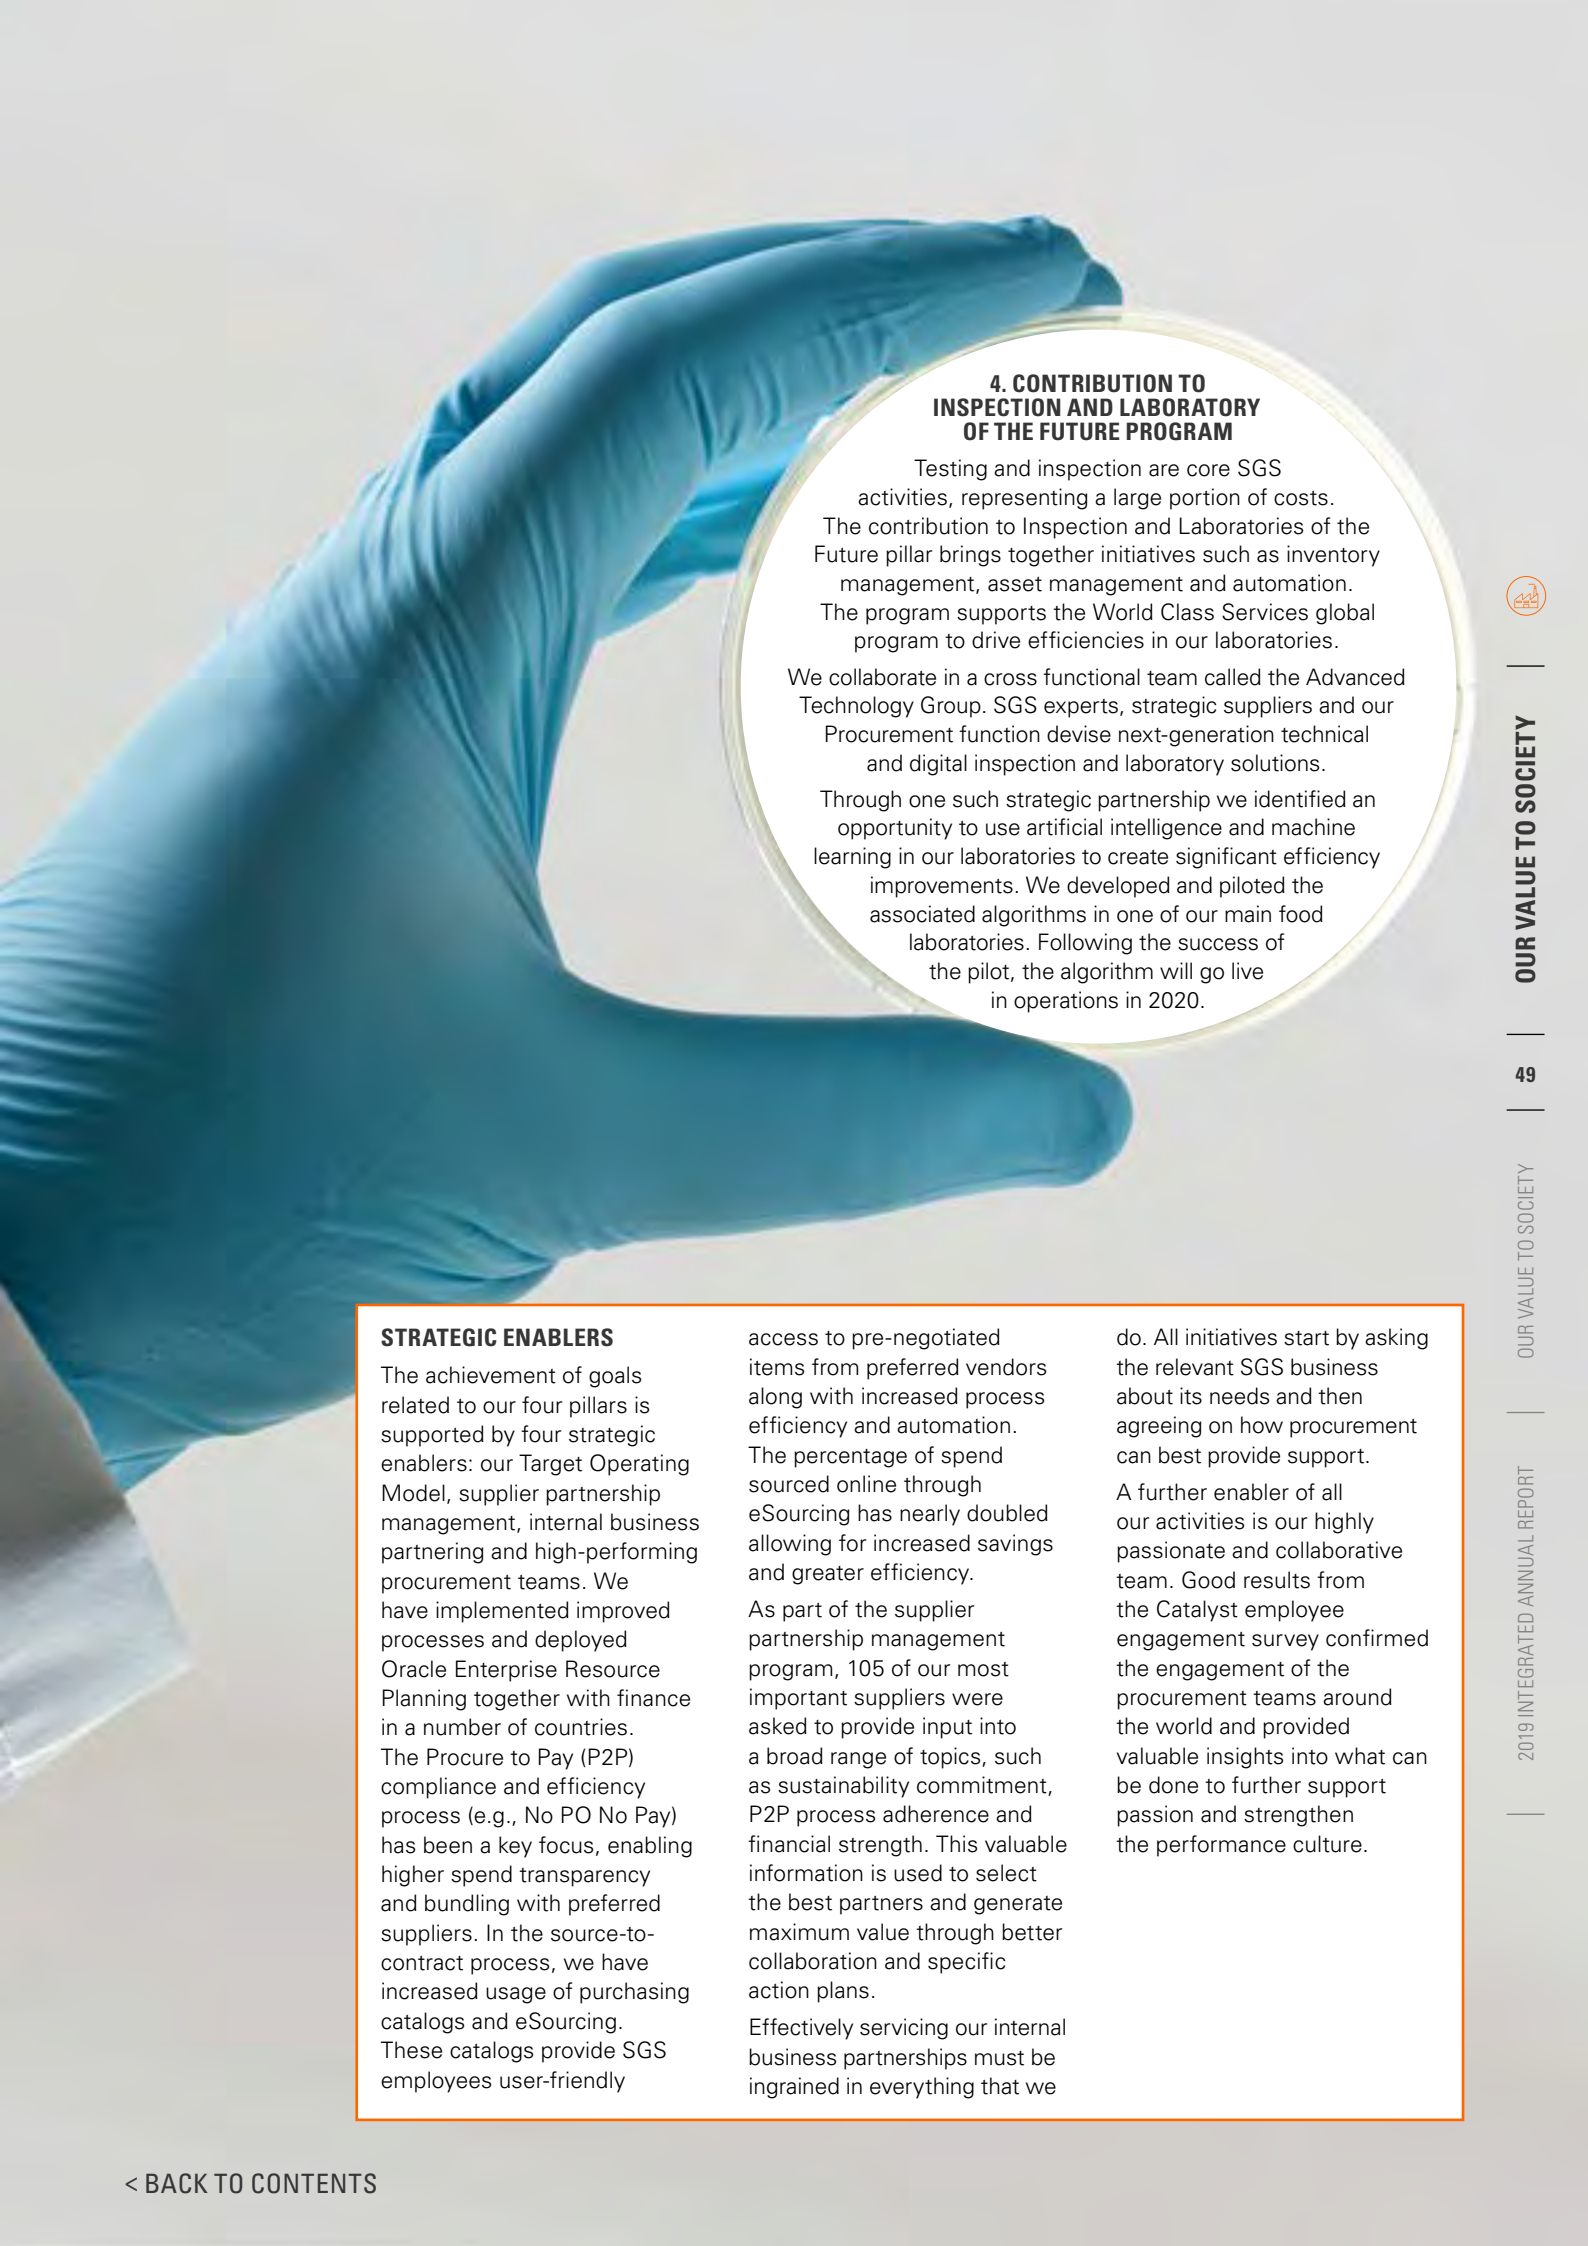 4. CONTRIBUTION TO
INSPECTION AND LABORATORY
OF THE FUTURE PROGRAM
Testing and inspection are core SGS
activities, representing a large portion of costs.
The contribution to Inspection and Laboratories of the
Future pillar brings together initiatives such as inventory
management, asset management and automation.
The program supports the World Class Services global
program to drive efficiencies in our laboratories.
We collaborate in a cross functional team called the Advanced
Technology Group. SGS experts, strategic suppliers and our
Procurement function devise next-generation technical
and digital inspection and laboratory solutions.
Through one such strategic partnership we identified an
opportunity to use artificial intelligence and machine
learning in our laboratories to create significant efficiency
improvements. We developed and piloted the
associated algorithms in one of our main food
laboratories. Following the success of
the pilot, the algorithm will go live
in operations in 2020.
STRATEGIC ENABLERS
The achievement of goals
related to our four pillars is
supported by four strategic
enablers: our Target Operating
Model, supplier partnership
management, internal business
partnering and high-performing
procurement teams. We
have implemented improved
processes and deployed
Oracle Enterprise Resource
Planning together with finance
in a number of countries.
The Procure to Pay (P2P)
compliance and efficiency
process (e.g., No PO No Pay)
has been a key focus, enabling
higher spend transparency
and bundling with preferred
suppliers. In the source-to-
contract process, we have
increased usage of purchasing
catalogs and eSourcing.
These catalogs provide SGS
employees user-friendly
access to pre-negotiated
items from preferred vendors
along with increased process
efficiency and automation.
The percentage of spend
sourced online through
eSourcing has nearly doubled
allowing for increased savings
and greater efficiency.
As part of the supplier
partnership management
program, 105 of our most
important suppliers were
asked to provide input into
a broad range of topics, such
as sustainability commitment,
P2P process adherence and
financial strength. This valuable
information is used to select
the best partners and generate
maximum value through better
collaboration and specific
action plans.
Effectively servicing our internal
business partnerships must be
ingrained in everything that we
do. All initiatives start by asking
the relevant SGS business
about its needs and then
agreeing on how procurement
can best provide support.
A further enabler of all
our activities is our highly
passionate and collaborative
team. Good results from
the Catalyst employee
engagement survey confirmed
the engagement of the
procurement teams around
the world and provided
valuable insights into what can
be done to further support
passion and strengthen
the performance culture.
OUR VALUE TO SOCIETY
49
OUR VALUE TO SOCIETY
2019 INTEGRATED ANNUAL REPORT
< BACK TO CONTENTS